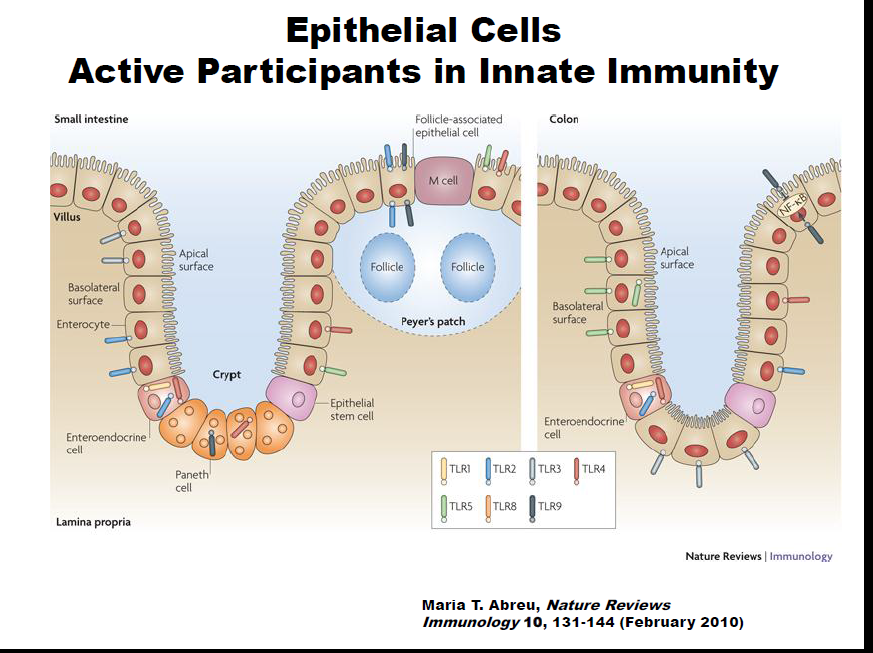 Epithelial Cells
Active Participants in Innate Immunity
Small intestine
Follicle-associated
epithelial cell
M cell
Villus
Apical
surface
Basolateral
surface
Enterocyte
Follicle
Follicle
Peyer's patch
Crypt
Epithelial
stem cell
Enteroendocrine
cell
Paneth
cell
Lamina propria
Colon
NF-κB
Apical
surface
Basolateral
surface
Enteroendocrine
cell
TLR1 TLR2 TLR3 TLR4
TLR5 TLR8 TLR9
Nature Reviews | Immunology
Maria T. Abreu, Nature Reviews
Immunology 10, 131-144 (February 2010)